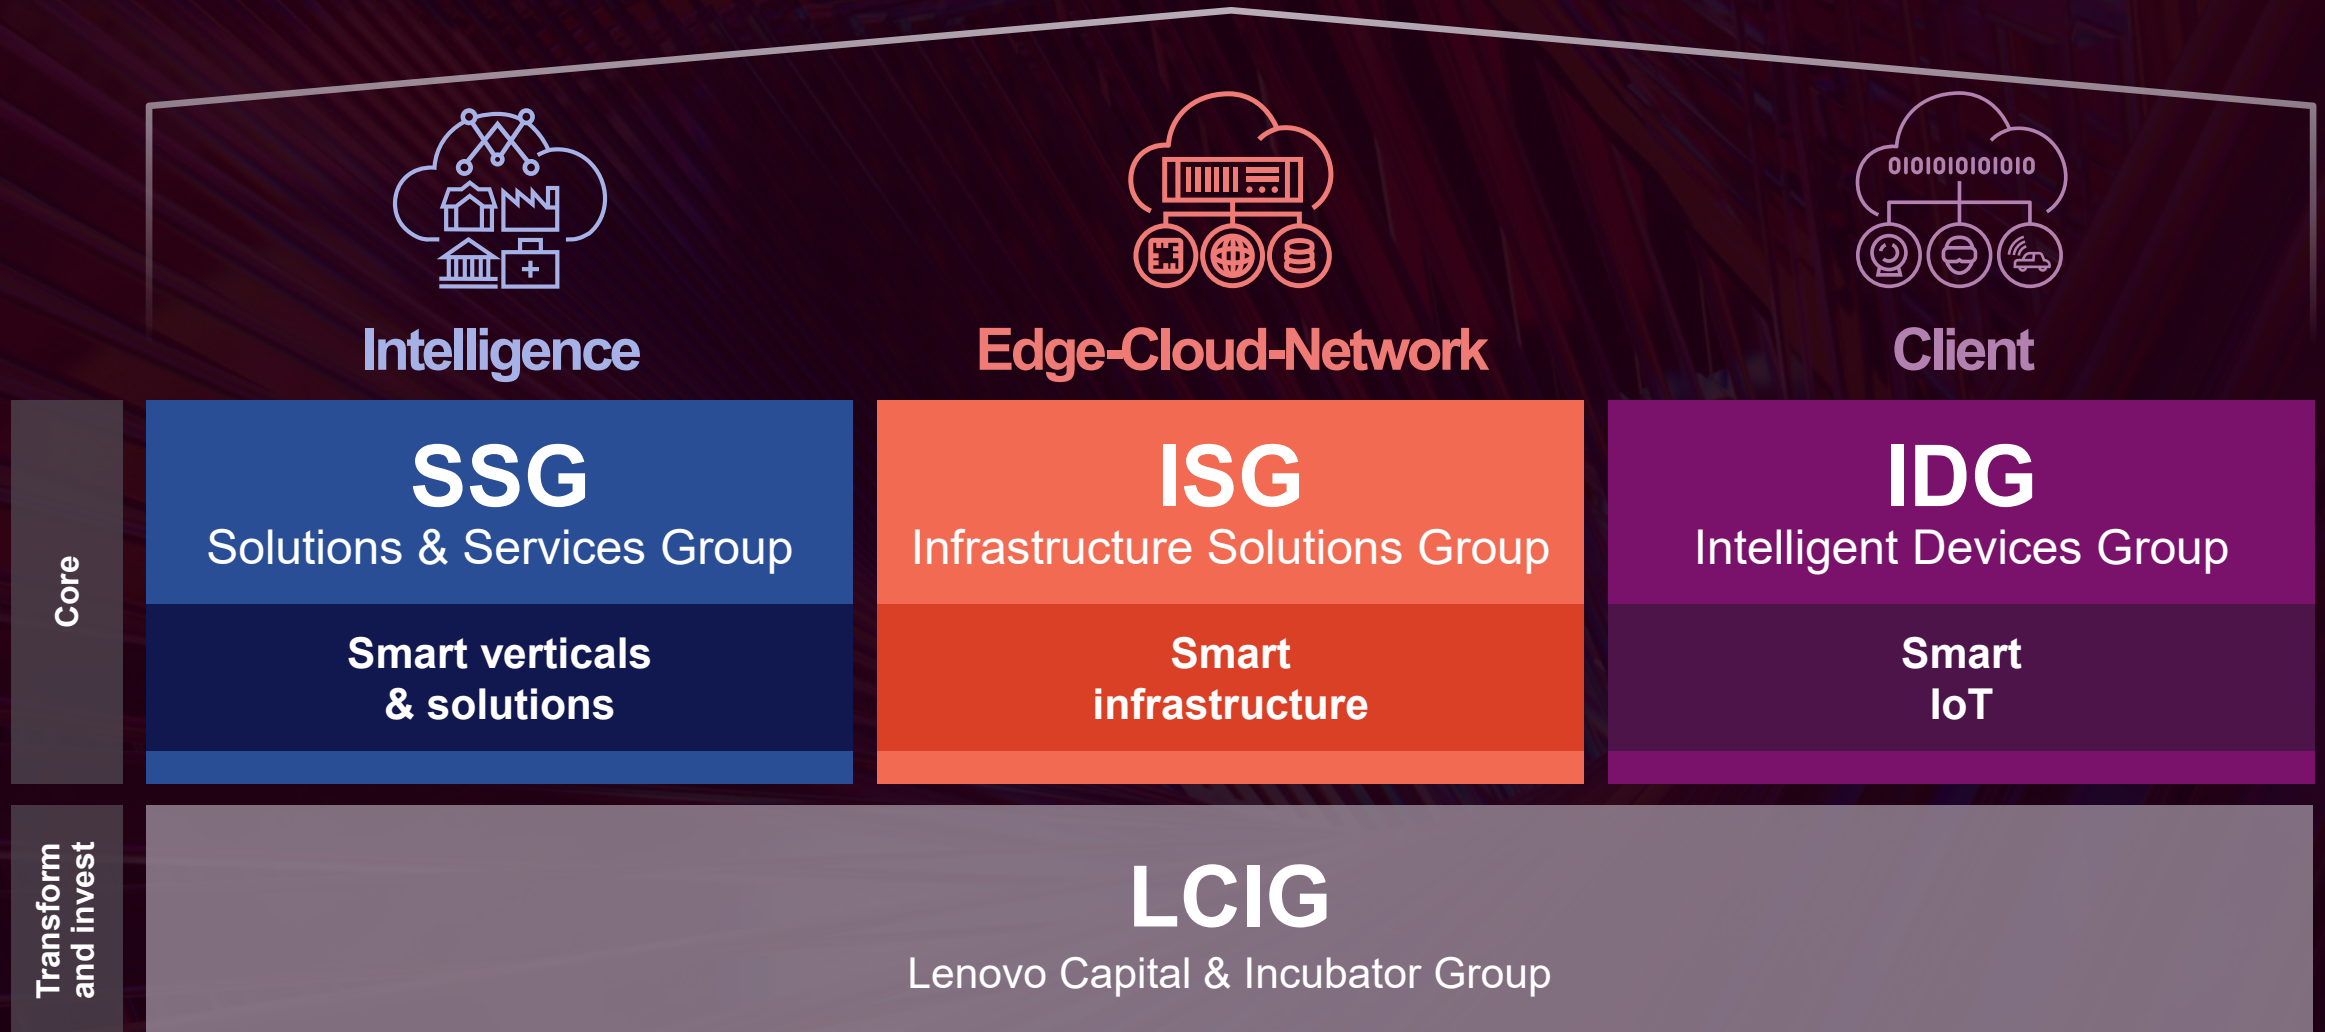 010101010101010
Intelligence
Edge-Cloud-Network
Client
Core
SSG
Solutions & Services Group
Smart verticals
& solutions
ISG
Infrastructure Solutions Group
Smart
infrastructure
IDG
Intelligent Devices Group
Smart
IoT
Transform
and invest
LCIG
Lenovo Capital & Incubator Group